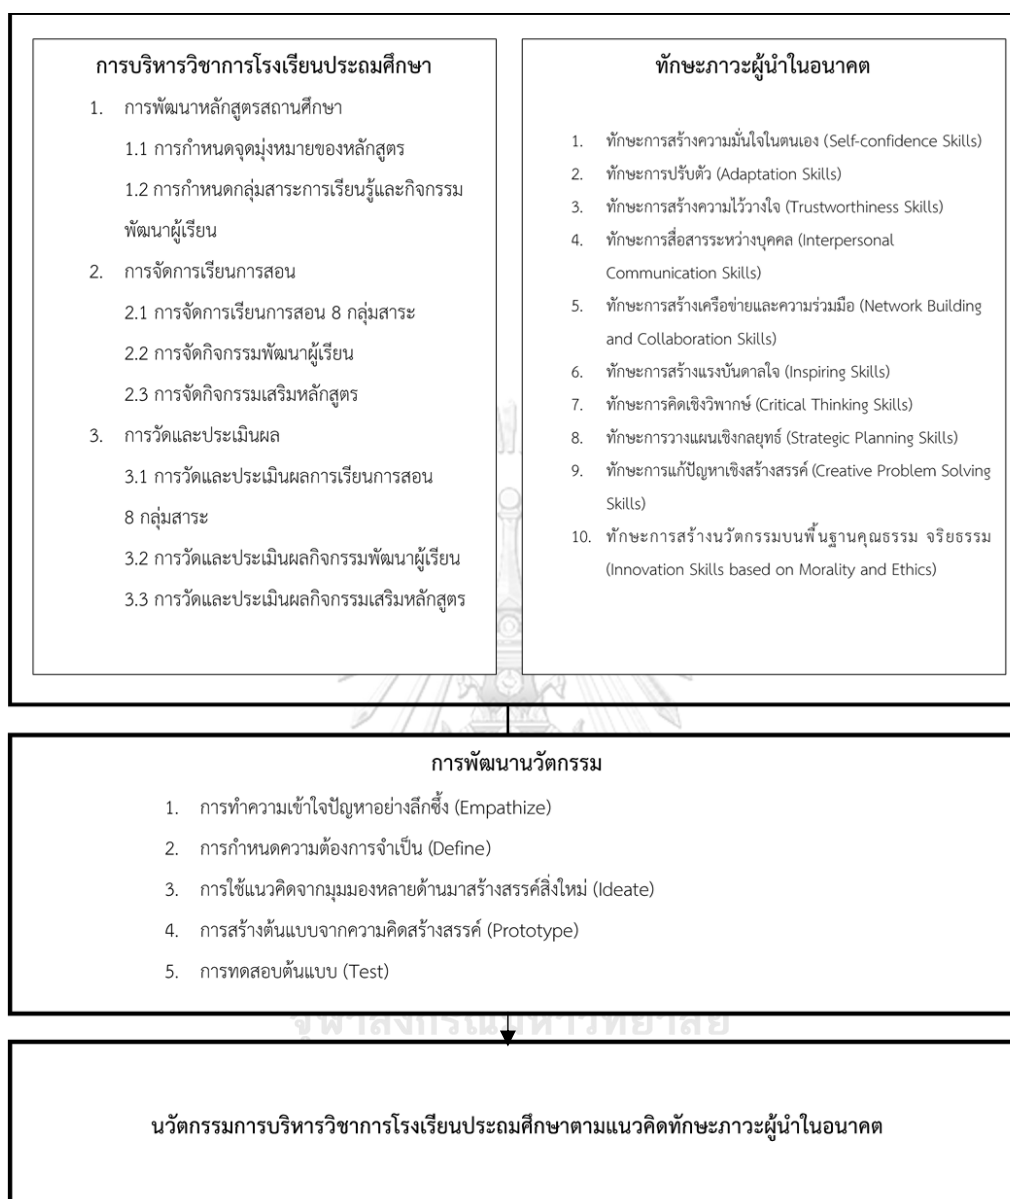 การบริหารวิชาการโรงเรียนประถมศึกษา
1. การพัฒนาหลักสูตรสถานศึกษา
1.1 การกำหนดจุดมุ่งหมายของหลักสูตร
1.2 การกำหนดกลุ่มสาระการเรียนรู้และกิจกรรม
พัฒนาผู้เรียน
2. การจัดการเรียนการสอน
2.1 การจัดการเรียนการสอน 8 กลุ่มสาระ
2.2 การจัดกิจกรรมพัฒนาผู้เรียน
2.3 การจัดกิจกรรมเสริมหลักสูตร
3. การวัดและประเมินผล
3.1 การวัดและประเมินผลการเรียนการสอน
8 กลุ่มสาระ
3.2 การวัดและประเมินผลกิจกรรมพัฒนาผู้เรียน
3.3 การวัดและประเมินผลกิจกรรมเสริมหลักสูตร
ทักษะภาวะผู้นำในอนาคต
1. ทักษะการสร้างความมั่นใจในตนเอง (Self-confidence Skills)
2. ทักษะการปรับตัว (Adaptation Skills)
3. ทักษะการสร้างความไว้วางใจ (Trustworthiness Skills)
4. ทักษะการสื่อสารระหว่างบุคคล (Interpersonal
Communication Skills)
5. ทักษะการสร้างเครือข่ายและความร่วมมือ (Network Building
and Collaboration Skills)
6. ทักษะการสร้างแรงบันดาลใจ (Inspiring Skills)
7. ทักษะการคิดเชิงวิพากษ์ (Critical Thinking Skills)
8. ทักษะการวางแผนเชิงกลยุทธ์ (Strategic Planning Skills)
9. ทักษะการแก้ปัญหาเชิงสร้างสรรค์ (Creative Problem Solving
Skills)
10. ทักษะการสร้างนวัตกรรมบนพื้นฐานคุณธรรม จริยธรรม
(Innovation Skills based on Morality and Ethics)
การพัฒนานวัตกรรม
1. การทำความเข้าใจปัญหาอย่างลึกซึ้ง (Empathize)
2. การกำหนดความต้องการจำเป็น (Define)
3. การใช้แนวคิดจากมุมมองหลายด้านมาสร้างสรรค์สิ่งใหม่ (Ideate)
4. การสร้างต้นแบบจากความคิดสร้างสรรค์ (Prototype)
5. การทดสอบต้นแบบ (Test)
จุฬาลงกรณ์มหาวิทยาลัย
นวัตกรรมการบริหารวิชาการโรงเรียนประถมศึกษาตามแนวคิดทักษะภาวะผู้นำในอนาคต